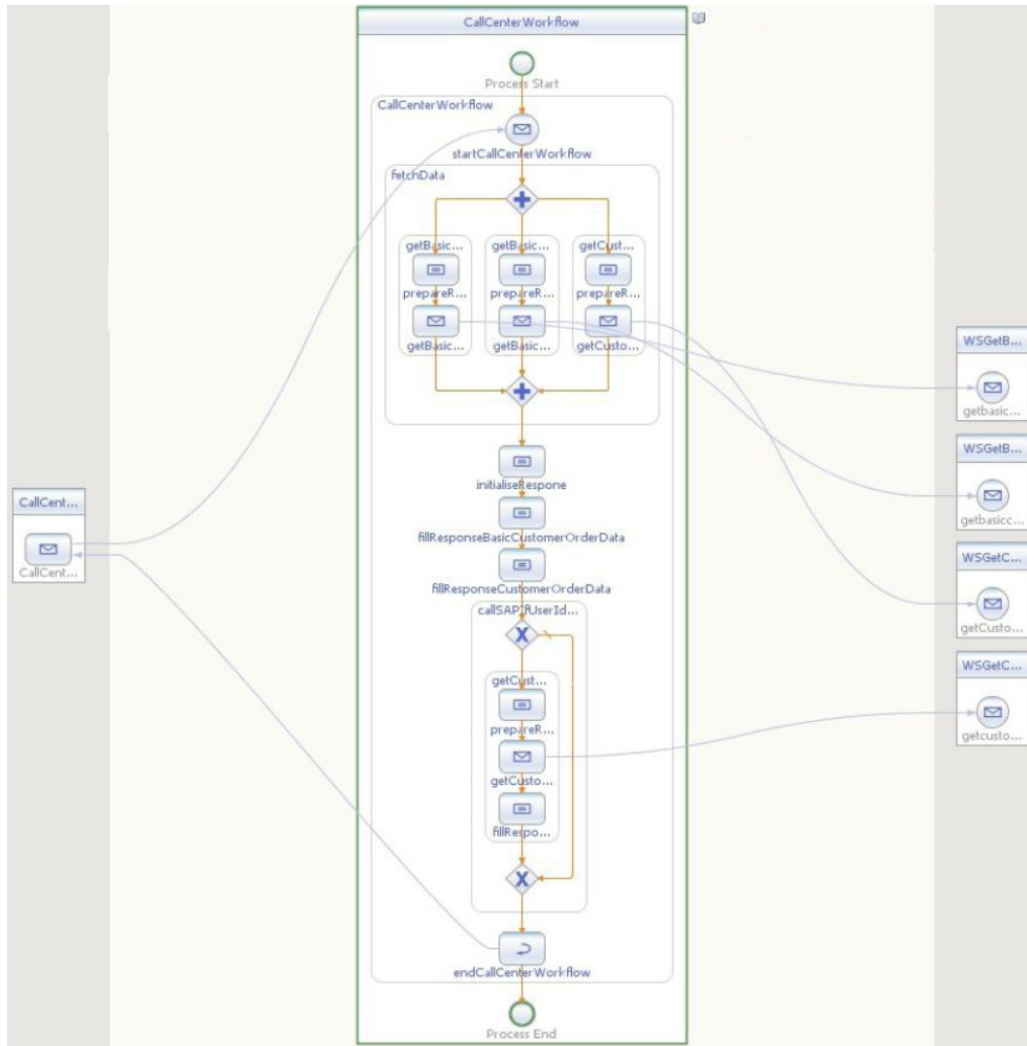 CallCenterWorkflow
Process Start
CallCenterWorkflow
startCallCenterWorkflow
fetchData
getBasic... getBasic... getCust...
prepareR... prepareR... prepareR...
getBasic... getBasic... getCusto...
initialiseRespone
fillResponseBasicCustomerOrderData
fillResponseCustomerOrderData
callSAPIfUserId...
getCust...
prepareR...
getCusto...
fillRespo...
endCallCenterWorkflow
Process End
CallCent...
CallCent...
WSGetB...
getbasic...
WSGetB...
getbasicc...
WSGetC...
getCusto...
WSGetC...
getcusto...